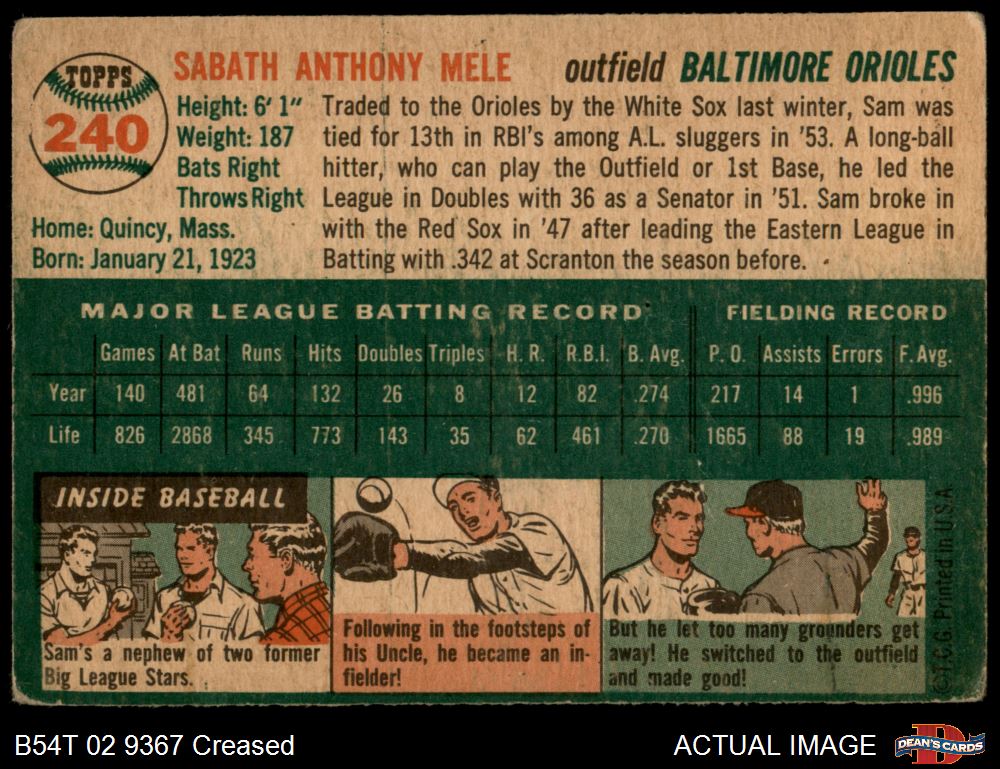 TOPPS
240
SABATH ANTHONY MELE outfield BALTIMORE ORIOLES
Height: 6' 1"
Weight: 187
Bats Right
Throws Right
Home: Quincy, Mass.
Born: January 21, 1923
Traded to the Orioles by the White Sox last winter, Sam was
tied for 13th in RBI's among A.L. sluggers in '53. A long-ball
hitter, who can play the Outfield or 1st Base, he led the
League in Doubles with 36 as a Senator in '51. Sam broke in
with the Red Sox in '47 after leading the Eastern League in
Batting with .342 at Scranton the season before.
MAJOR LEAGUE BATTING RECORD FIELDING RECORD
Games At Bat Runs Hits Doubles Triples H. R. R.B.I. B. Avg. P. O. Assists Errors F. Avg.
Year 140 481 64 132 26 8 12 82 .274 217 14 1 .996
Life 826 2868 345 773 143 35 62 461 .270 1665 88 19 .989
INSIDE BASEBALL
Sam's a nephew of two former
Big League Stars.
Following in the footsteps of
his Uncle, he became an in-
fielder!
But he let too many grounders get
away! He switched to the outfield
and made good!
© T.C.G. Printed in U.S.A
B54T 02 9367 Creased ACTUAL IMAGE
DEAN'S CARDS